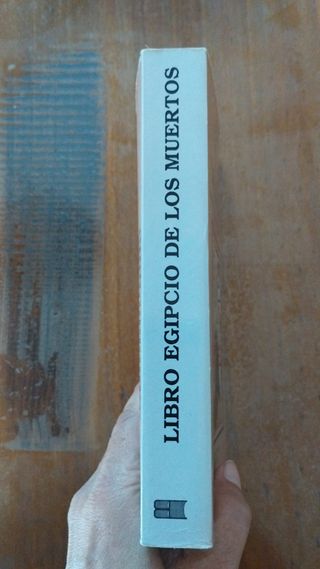 LIBRO EGIPCIO DE LOS MUERTOS